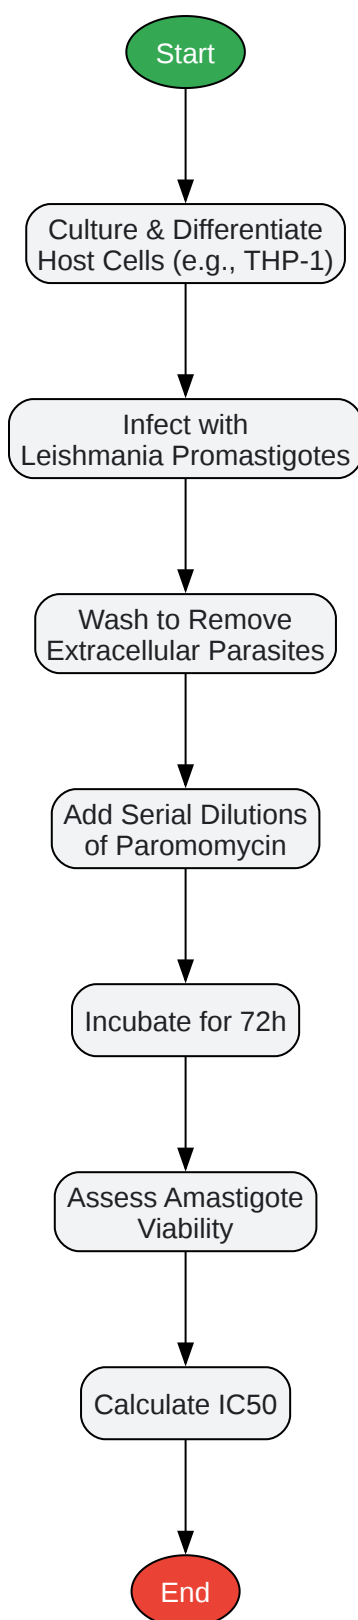 Start
Culture & Differentiate
Host Cells (e.g., THP-1)
Infect with
Leishmania Promastigotes
Wash to Remove
Extracellular Parasites
Add Serial Dilutions
of Paromomycin
Incubate for 72h
Assess Amastigote
Viability
Calculate IC50
End